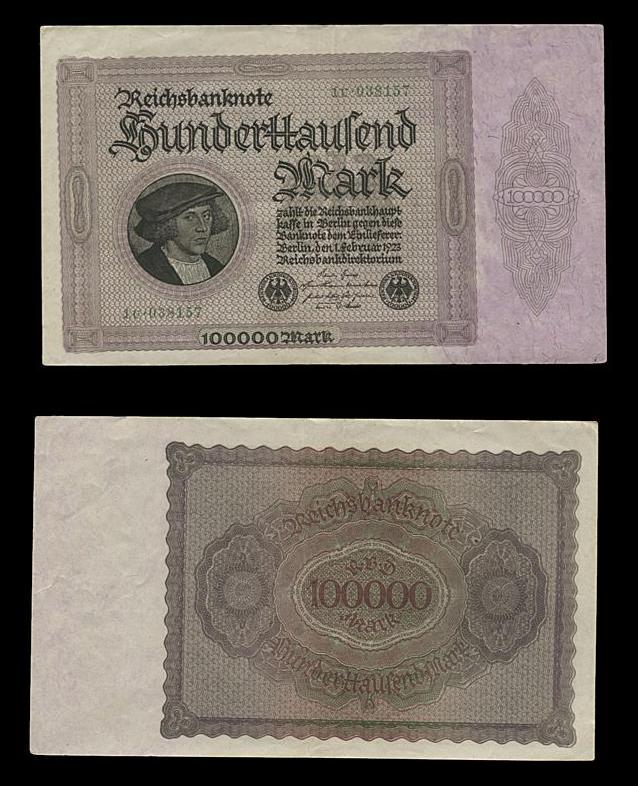 Reichsbanknote
1C·038157
Hunderttausend
Mark
zahlt die Reichsbankhaupt
kasse in Berlin gegen diese
Banknote dem Einlieferer.
Berlin, den 1. Februar 1923
Reichsbankdirektorium
1C·038157
100000 Mark
100000
Reichsbanknote
100000
Mark
Hunderttausend Mark